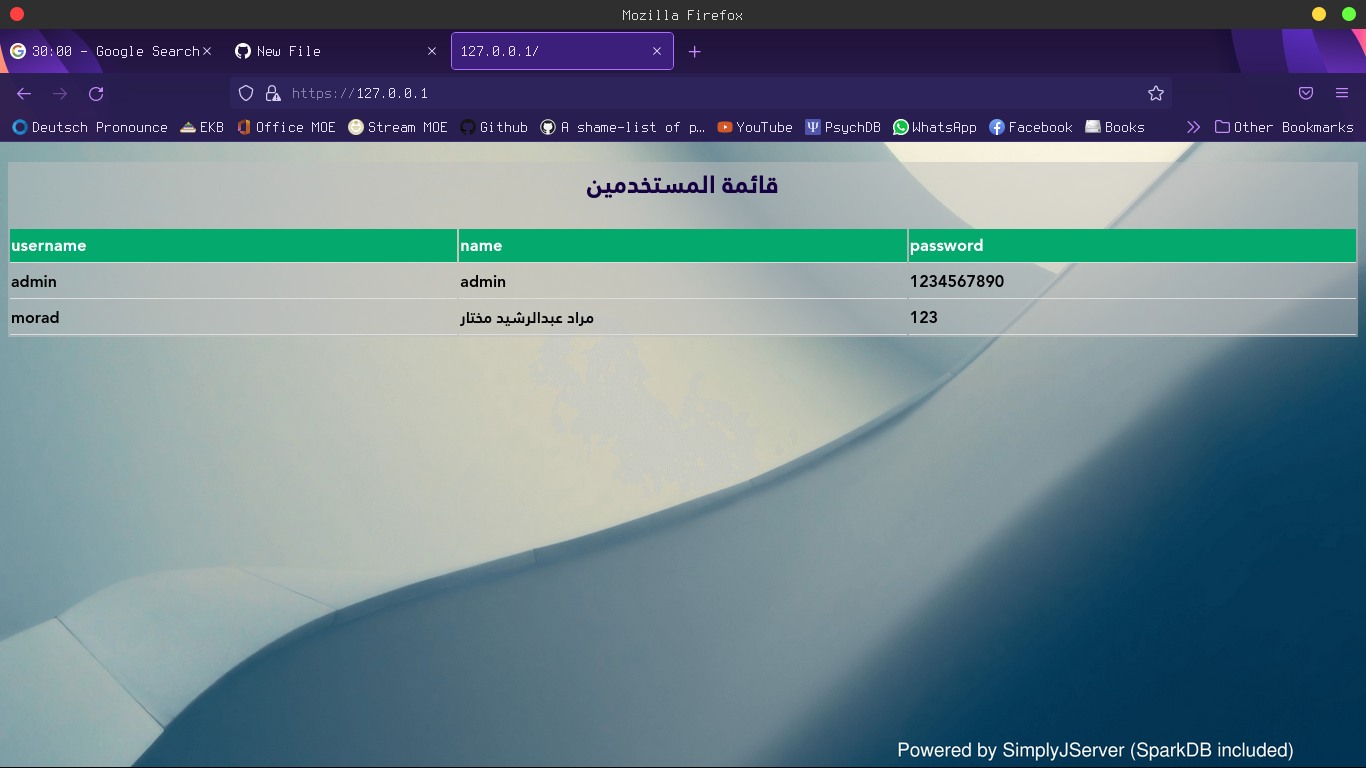 Mozilla Firefox
30:00 - Google Search
New File
127.0.0.1/
https://127.0.0.1
Deutsch Pronounce EKB Office MOE Stream MOE Github A shame-list of p… YouTube PsychDB WhatsApp Facebook Books Other Bookmarks
قائمة المستخدمين
username name password
admin admin 1234567890
morad مراد عبدالرشيد مختار 123
Powered by SimplyJServer (SparkDB included)